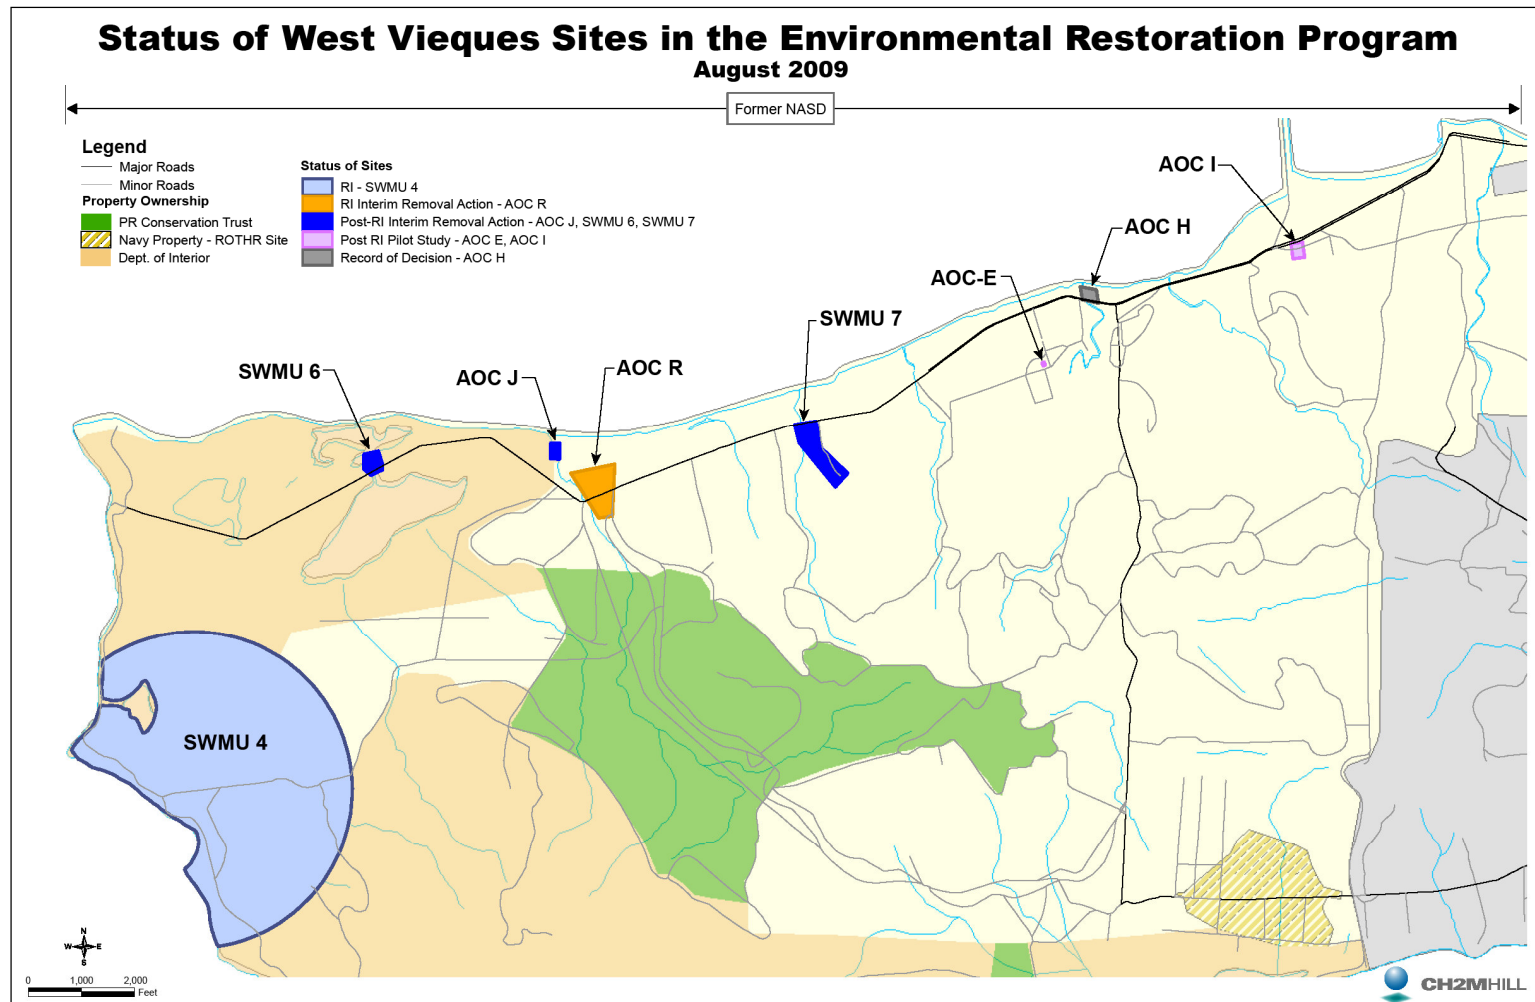 Status of West Vieques Sites in the Environmental Restoration Program
August 2009
Former NASD
Legend
Major Roads
Minor Roads
Property Ownership
PR Conservation Trust
Navy Property - ROTHR Site
Dept. of Interior
Status of Sites
RI - SWMU 4
RI Interim Removal Action - AOC R
Post-RI Interim Removal Action - AOC J, SWMU 6, SWMU 7
Post RI Pilot Study - AOC E, AOC I
Record of Decision - AOC H
AOC I
AOC H
AOC-E
SWMU 7
AOC R
SWMU 6
AOC J
SWMU 4
N
W E
S
0 1,000 2,000
Feet
CH2MHILL